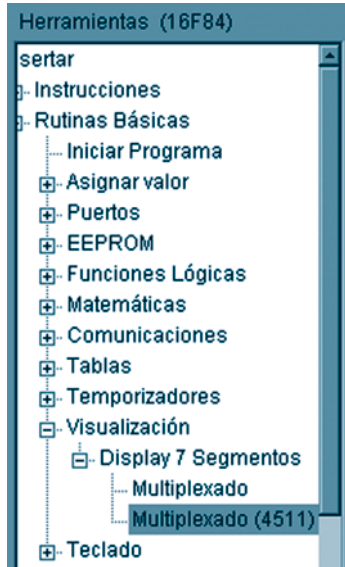 Herramientas (16F84)
sertar
Instrucciones
Rutinas Básicas
Iniciar Programa
Asignar valor
Puertos
EEPROM
Funciones Lógicas
Matemáticas
Comunicaciones
Tablas
Temporizadores
Visualización
Display 7 Segmentos
Multiplexado
Multiplexado (4511)
Teclado